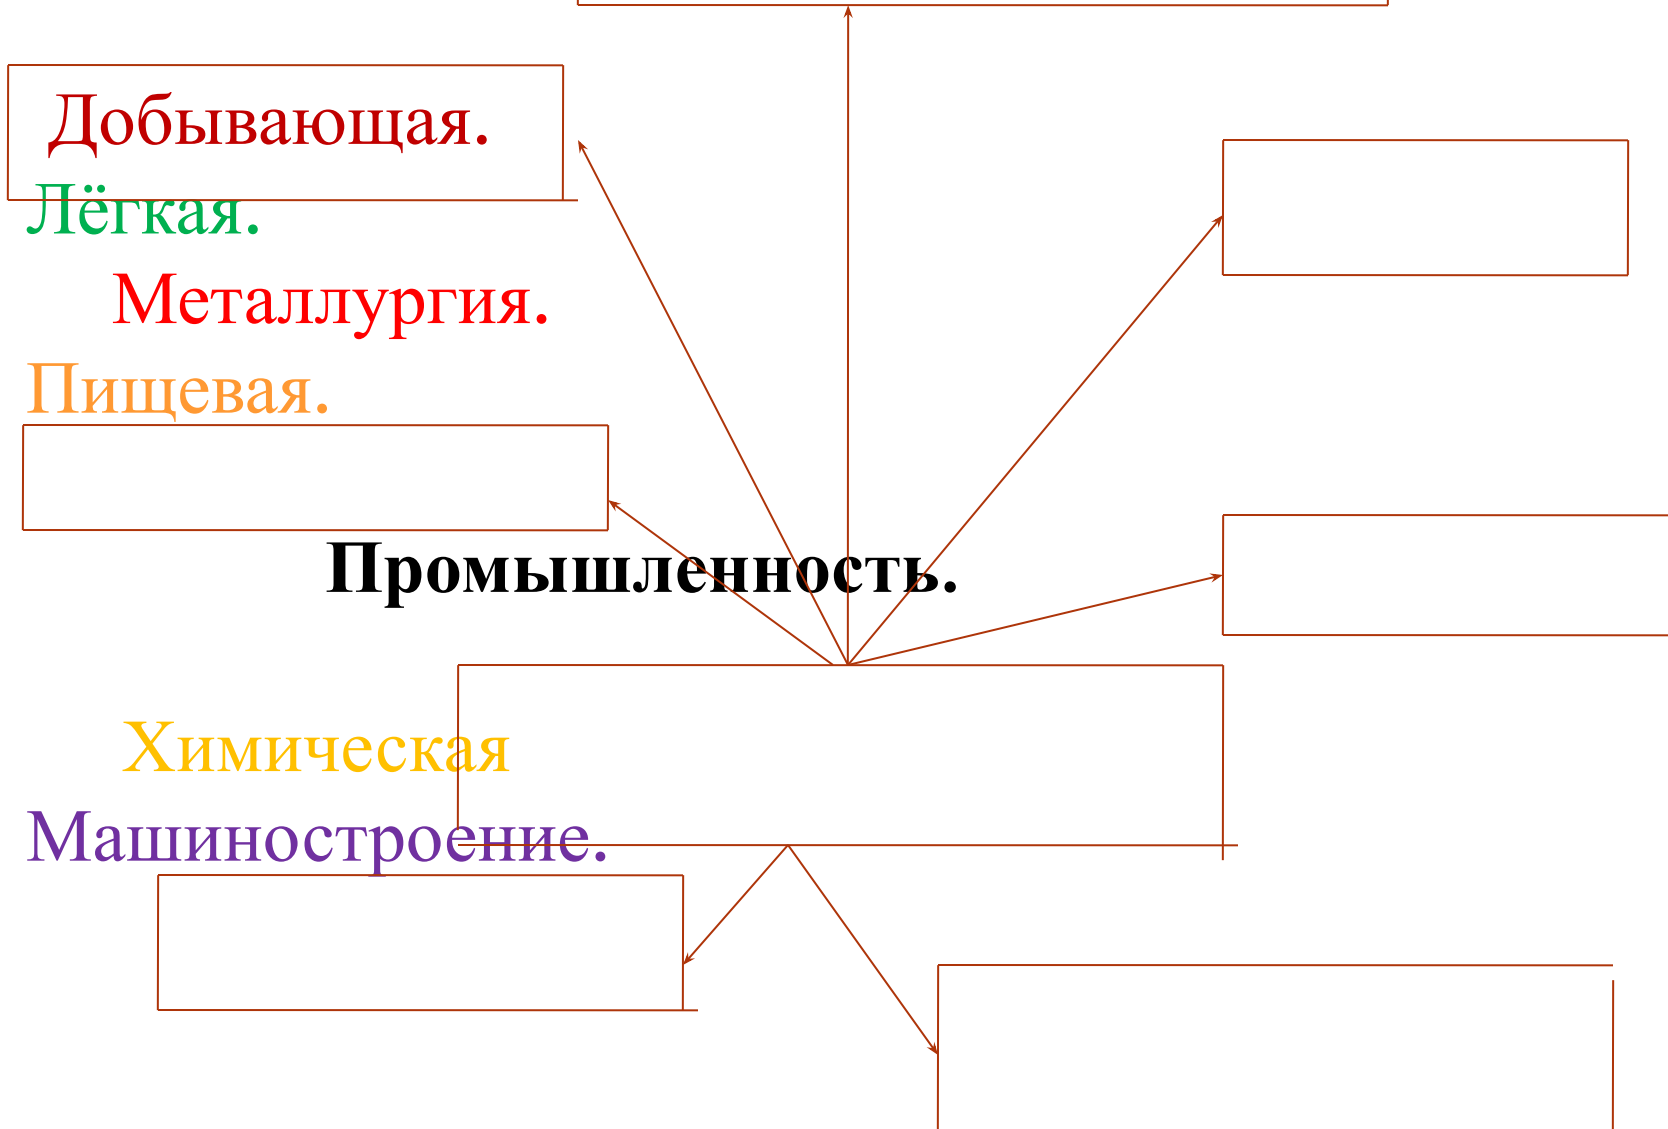 Добывающая.
Лёгкая.
Металлургия.
Пищевая.
Промышленность.
Химическая
Машиностроение.